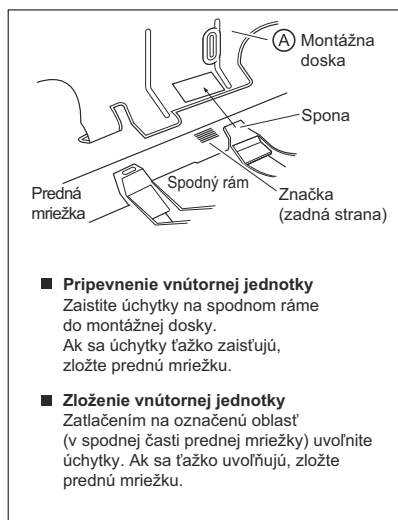 Ⓐ Montážna
doska
Spona
Spodný rám
Predná
mriežka
Značka
(zadná strana)
■ Pripevnenie vnútornej jednotky
Zaistite úchytky na spodnom ráme
do montážnej dosky.
Ak sa úchytky ťažko zaisťujú,
zložte prednú mriežku.
■ Zloženie vnútornej jednotky
Zatlačením na označenú oblasť
(v spodnej časti prednej mriežky) uvoľnite
úchytky. Ak sa ťažko uvoľňujú, zložte
prednú mriežku.